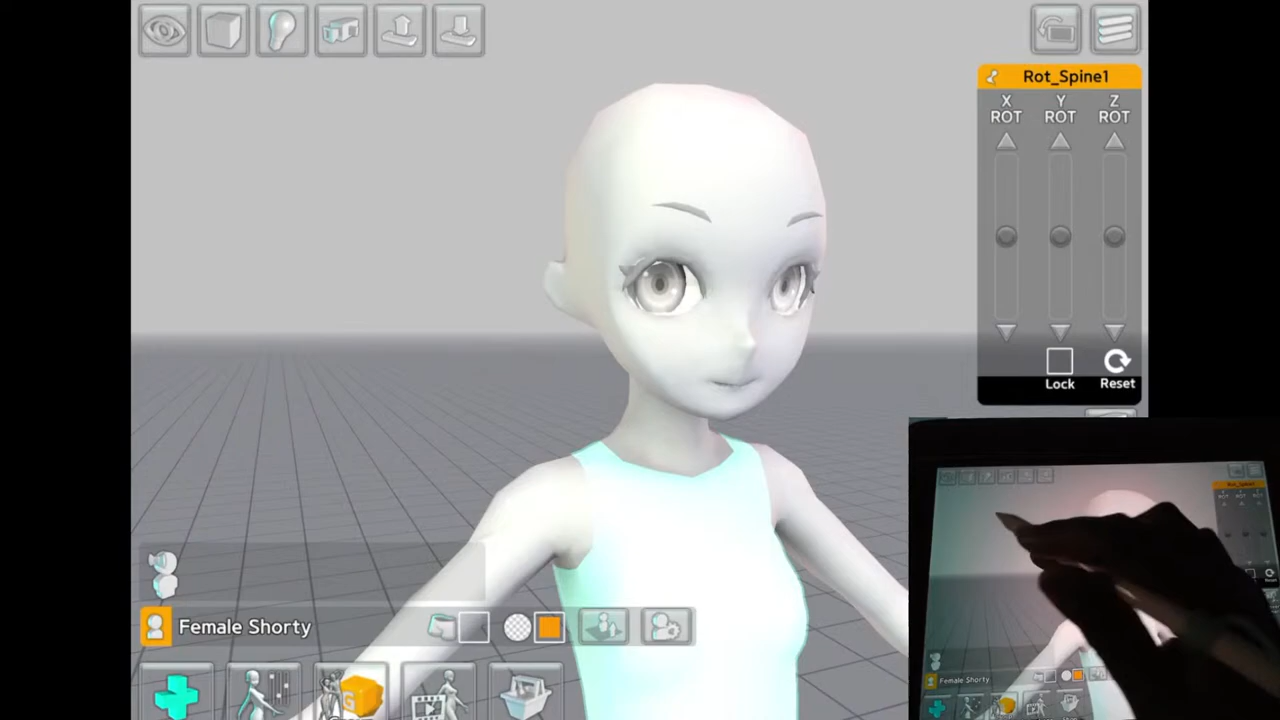 Rot_Spine1
X Y Z
ROT ROT ROT
Lock Reset
Female Shorty
Female Shorty